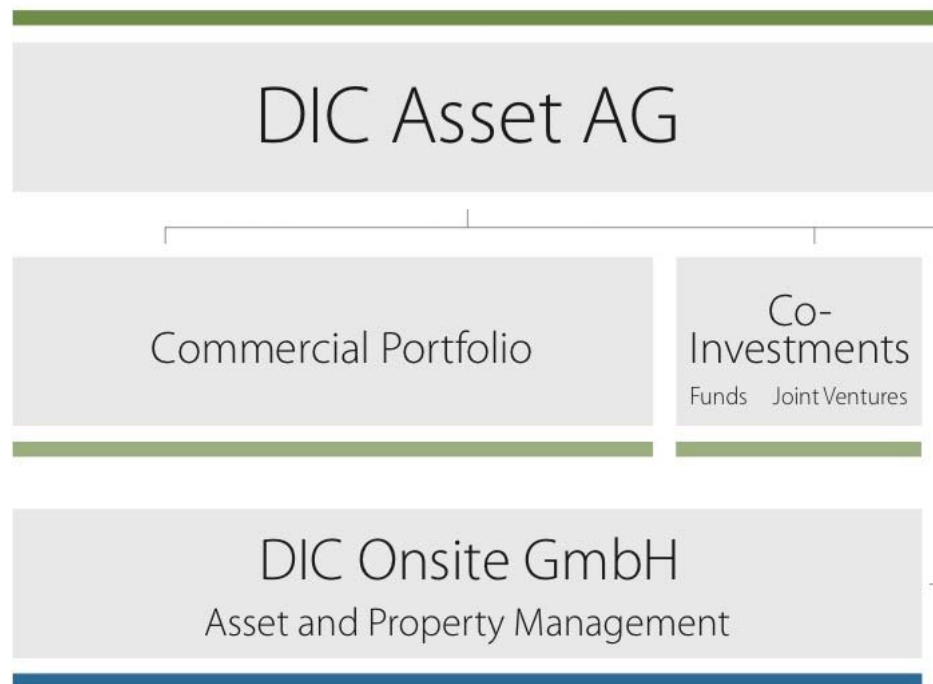 DIC Asset AG
Commercial Portfolio
Co-
Investments
Funds Joint Ventures
DIC Onsite GmbH
Asset and Property Management